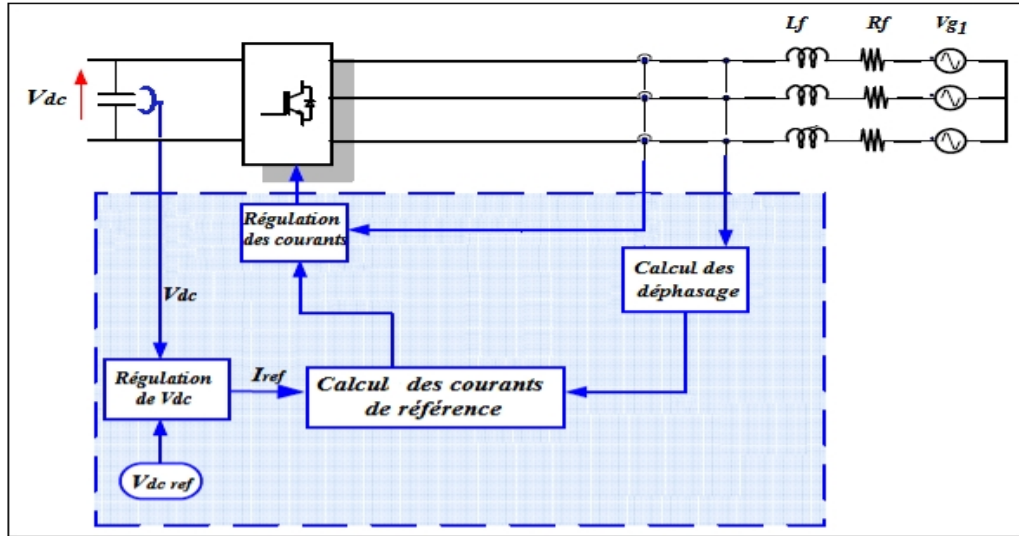 Lf Rf Vg1
Vdc
Régulation
des courants
Calcul des
déphasage
Vdc
Régulation
de Vdc
Iref
Calcul des courants
de référence
Vdc ref